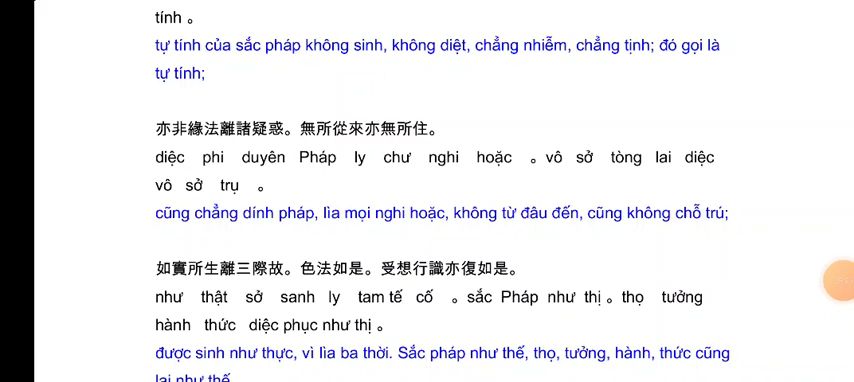 tính 。
tự tính của sắc pháp không sinh, không diệt, chẳng nhiễm, chẳng tịnh; đó gọi là
tự tính;
亦非緣法離諸疑惑。無所從來亦無所住。
diệc phi duyên Pháp ly chư nghi hoặc 。vô sở tòng lai diệc
vô sở trụ 。
cũng chẳng dính pháp, lìa mọi nghi hoặc, không từ đâu đến, cũng không chỗ trú;
如實所生離三際故。色法如是。受想行識亦復如是。
như thật sở sanh ly tam tế cố 。sắc Pháp như thị 。thọ tưởng
hành thức diệc phục như thị 。
được sinh như thực, vì lìa ba thời. Sắc pháp như thế, thọ, tưởng, hành, thức cũng
lại như thế